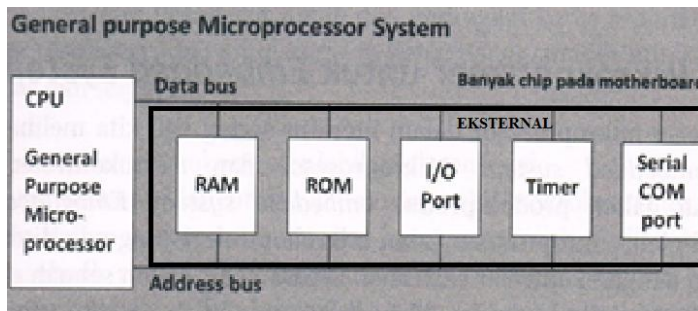 General purpose Microprocessor System
Data bus
Banyak chip pada motherboard
CPU
General
Purpose
Micro-
processor
EKSTERNAL
RAM
ROM
I/O
Port
Timer
Serial
COM
port
Address bus